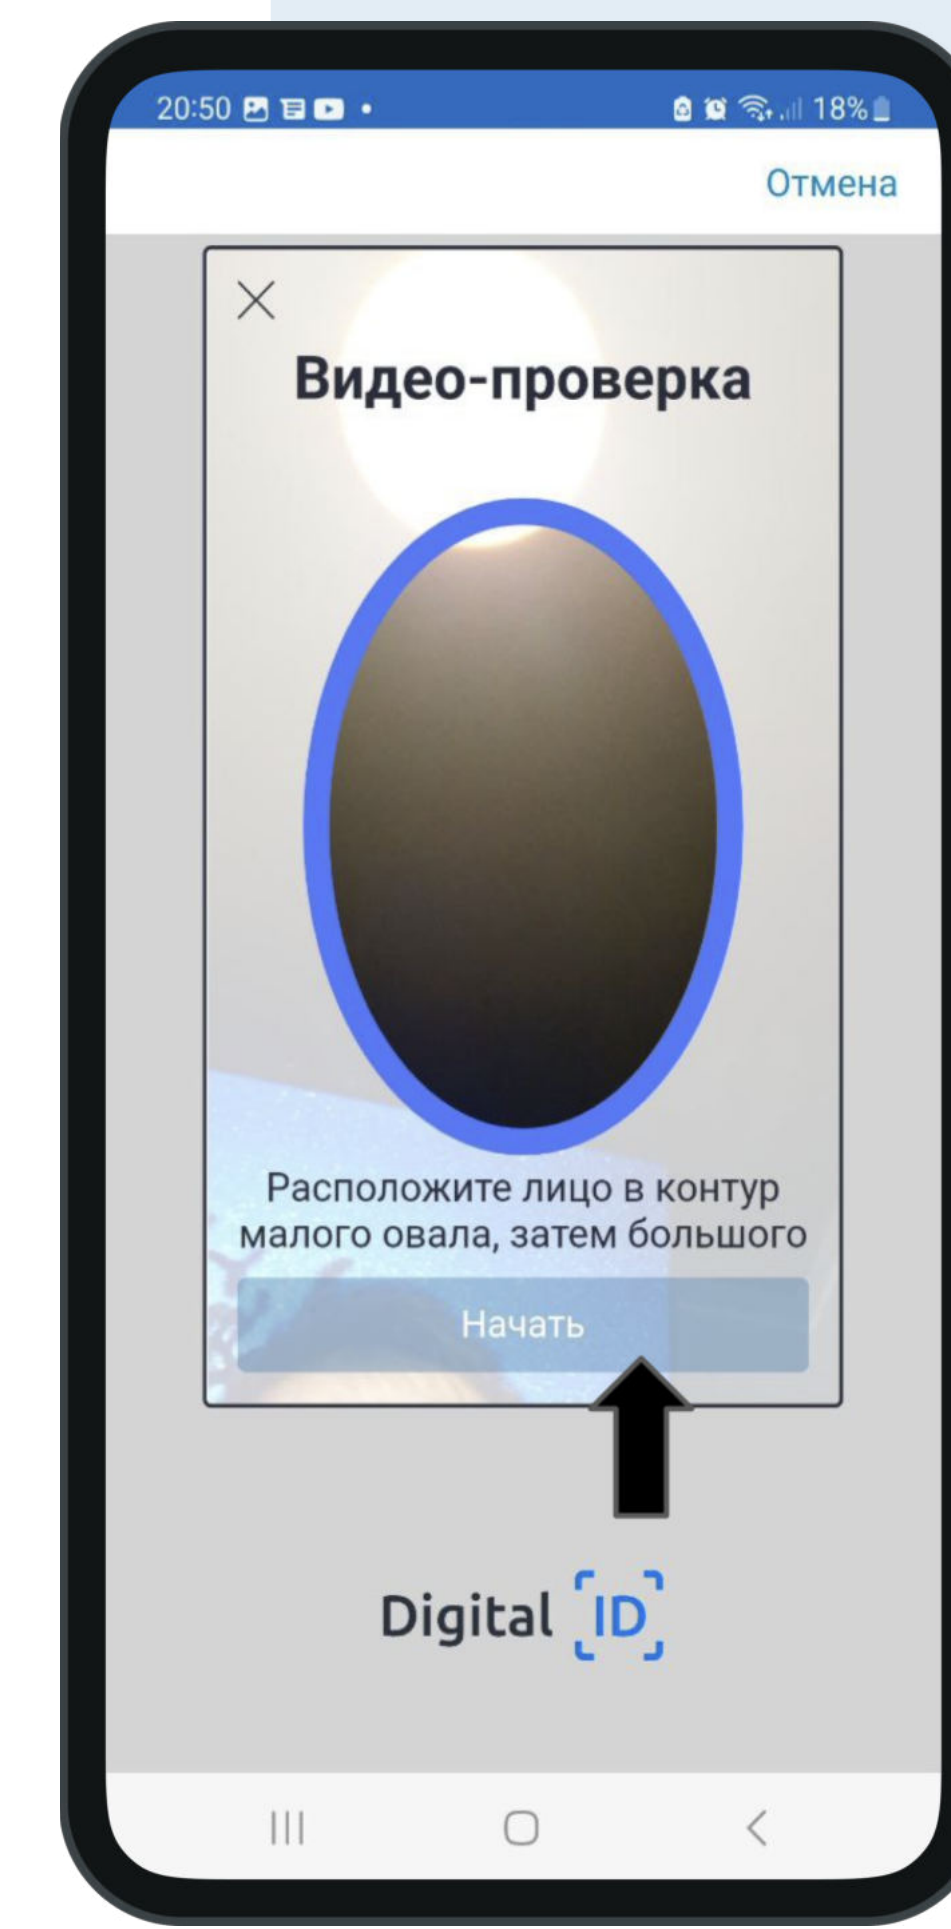 20:50
18%
Отмена
Видео-проверка
Расположите лицо в контур
малого овала, затем большого
Начать
Digital ID